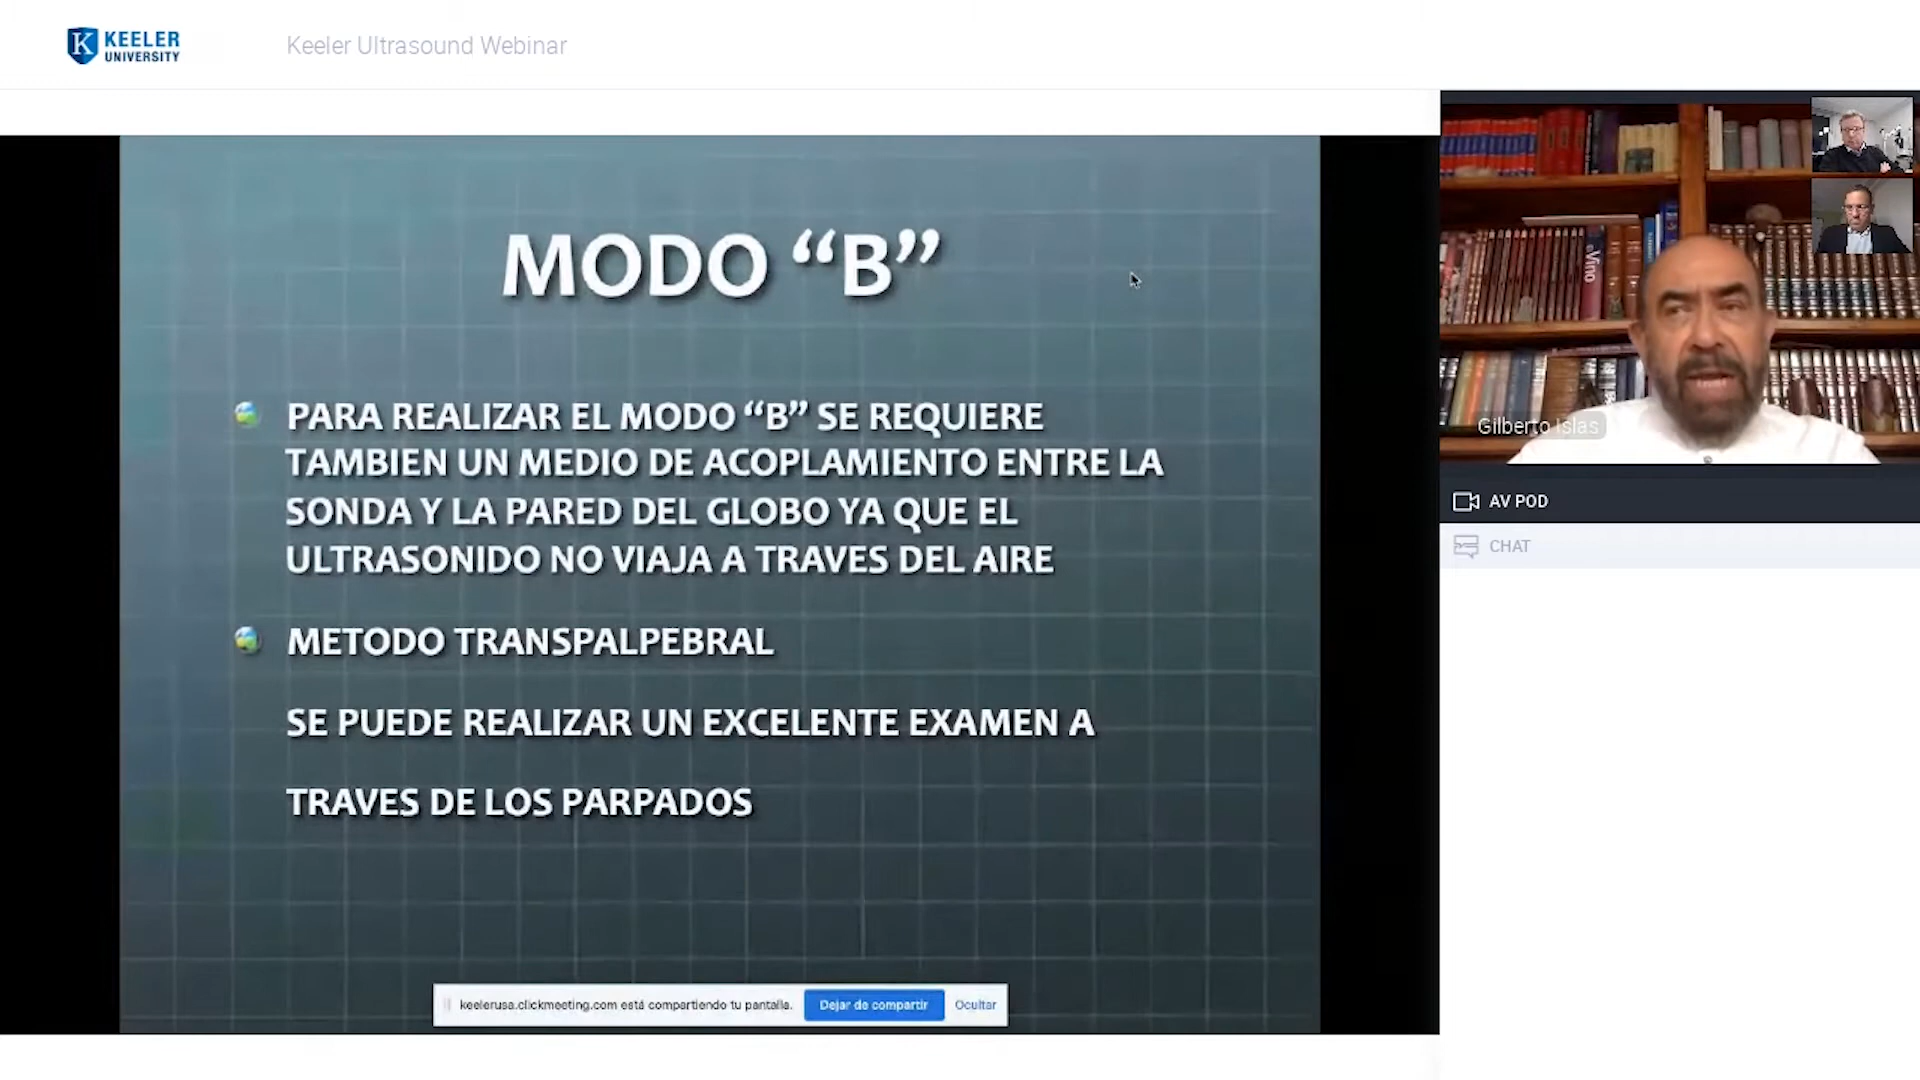 KEELER
UNIVERSITY
Keeler Ultrasound Webinar
MODO “B”
PARA REALIZAR EL MODO “B” SE REQUIERE
TAMBIEN UN MEDIO DE ACOPLAMIENTO ENTRE LA
SONDA Y LA PARED DEL GLOBO YA QUE EL
ULTRASONIDO NO VIAJA A TRAVES DEL AIRE
METODO TRANSPALPEBRAL
SE PUEDE REALIZAR UN EXCELENTE EXAMEN A
TRAVES DE LOS PARPADOS
keelerusa.clickmeeting.com está compartiendo tu pantalla.
Dejar de compartir
Ocultar
Vino
Gilberto Islas
AV POD
CHAT